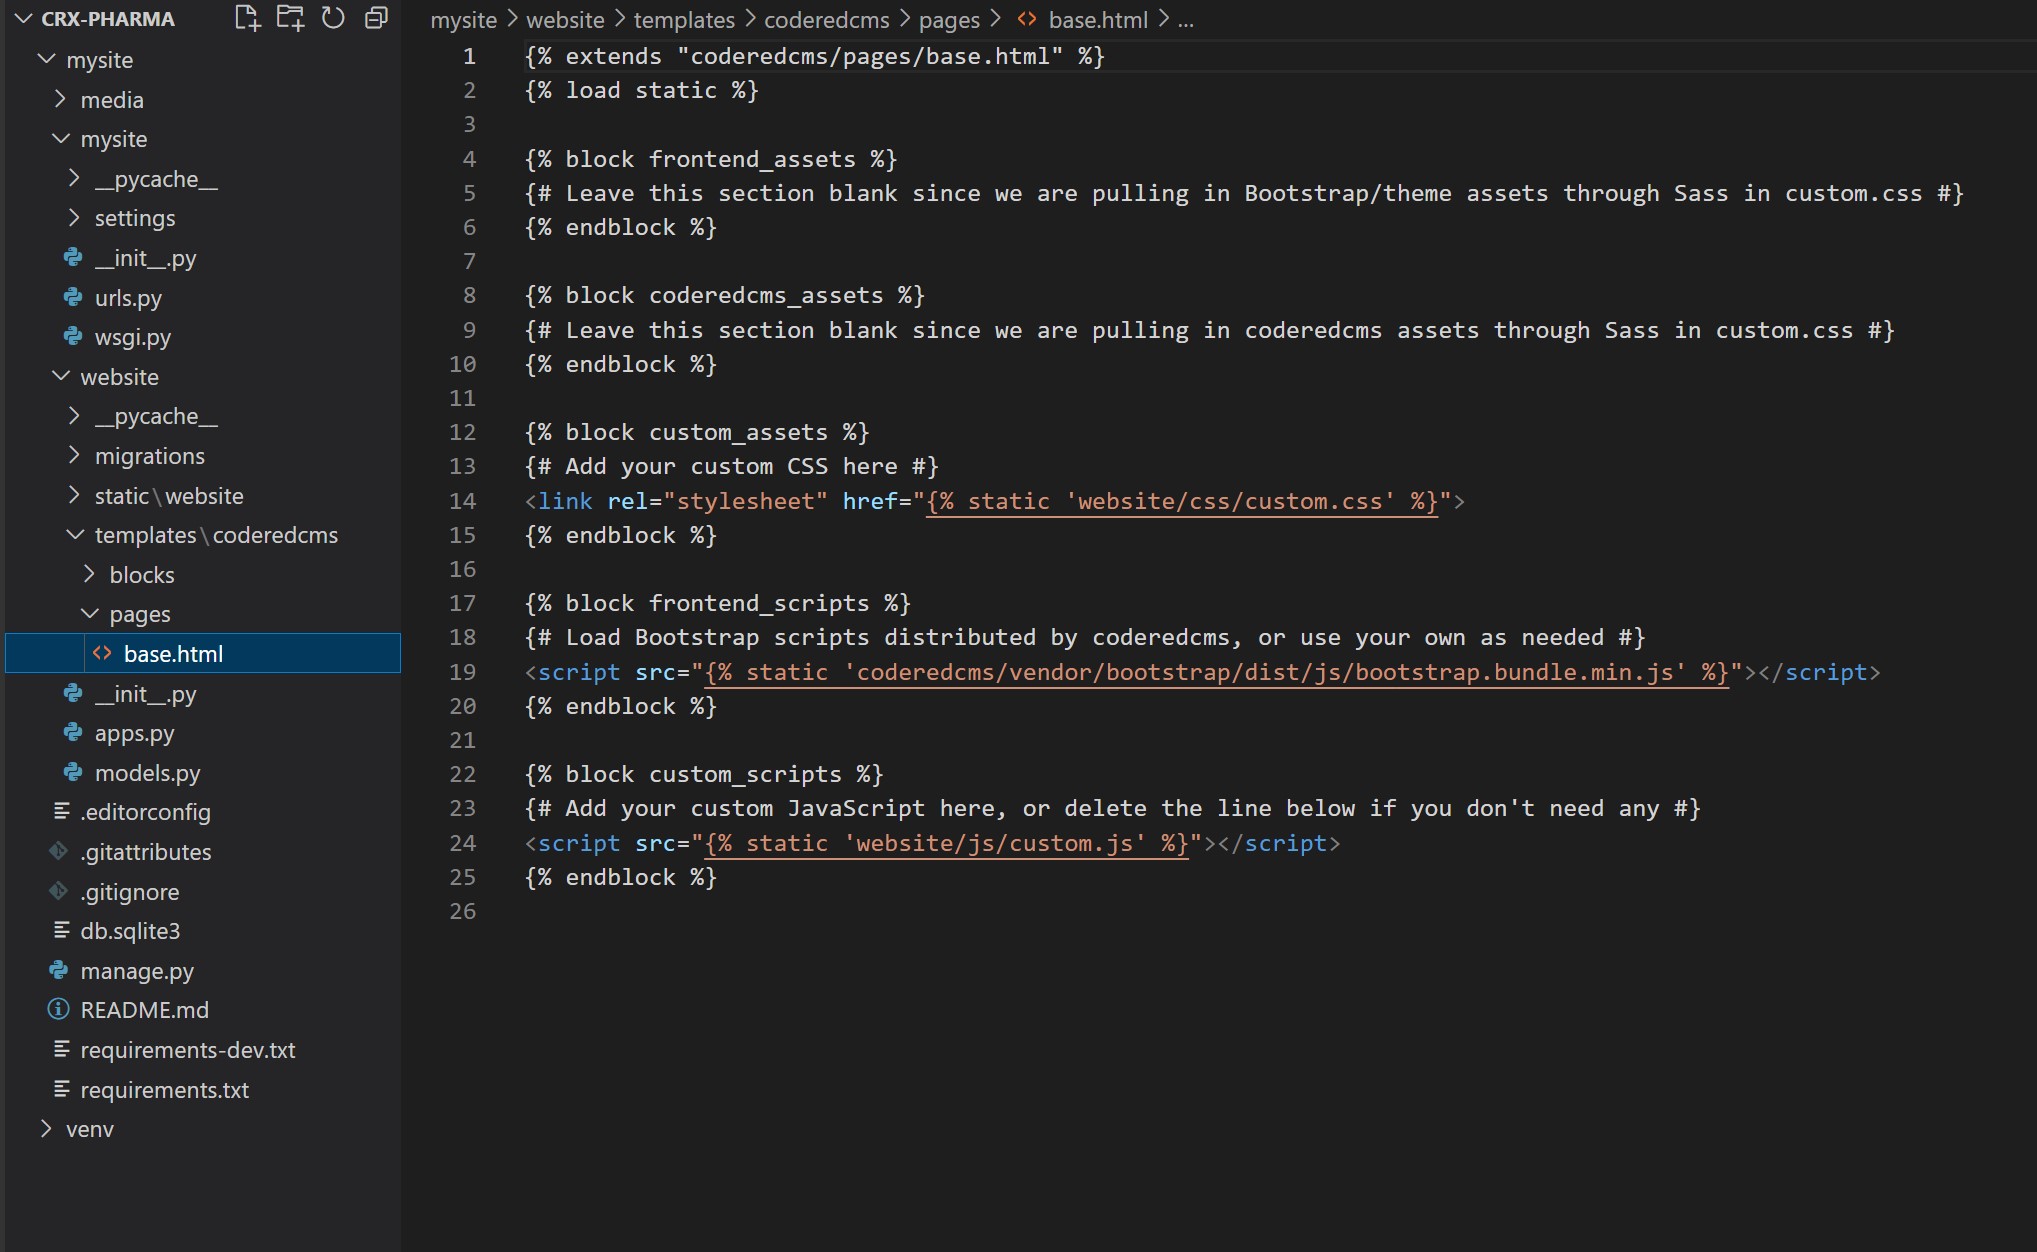 CRX-PHARMA
mysite
media
mysite
__pycache__
settings
__init__.py
urls.py
wsgi.py
website
__pycache__
migrations
static\website
templates\coderedcms
blocks
pages
base.html
__init__.py
apps.py
models.py
.editorconfig
.gitattributes
.gitignore
db.sqlite3
manage.py
README.md
requirements-dev.txt
requirements.txt
venv
mysite > website > templates > coderedcms > pages > <> base.html > ...
1 {% extends "coderedcms/pages/base.html" %}
2 {% load static %}
3
4 {% block frontend_assets %}
5 {# Leave this section blank since we are pulling in Bootstrap/theme assets through Sass in custom.css #}
6 {% endblock %}
7
8 {% block coderedcms_assets %}
9 {# Leave this section blank since we are pulling in coderedcms assets through Sass in custom.css #}
10 {% endblock %}
11
12 {% block custom_assets %}
13 {# Add your custom CSS here #}
14 <link rel="stylesheet" href="{% static 'website/css/custom.css' %}">
15 {% endblock %}
16
17 {% block frontend_scripts %}
18 {# Load Bootstrap scripts distributed by coderedcms, or use your own as needed #}
19 <script src="{% static 'coderedcms/vendor/bootstrap/dist/js/bootstrap.bundle.min.js' %}"></script>
20 {% endblock %}
21
22 {% block custom_scripts %}
23 {# Add your custom JavaScript here, or delete the line below if you don't need any #}
24 <script src="{% static 'website/js/custom.js' %}"></script>
25 {% endblock %}
26